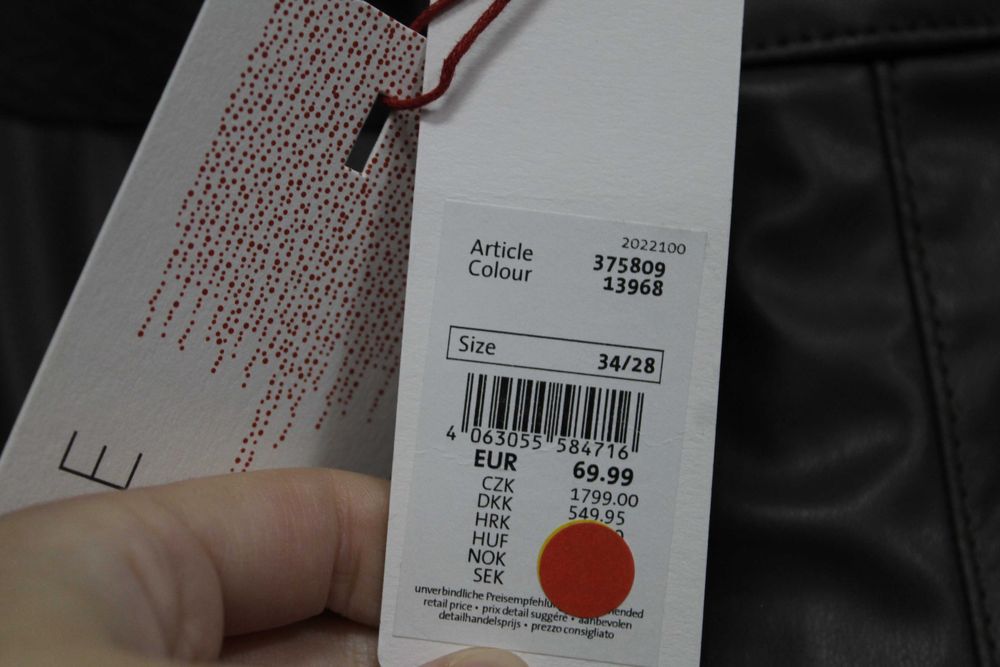 E
2022100
Article 375809
Colour 13968
Size 34/28
4 063055 584716
EUR 69.99
CZK 1799.00
DKK 549.95
HRK
HUF
NOK
SEK
unverbindliche
retail price • prix detail suggéré • aanbevolen
detailhandelsprijs • prezzo consigliato